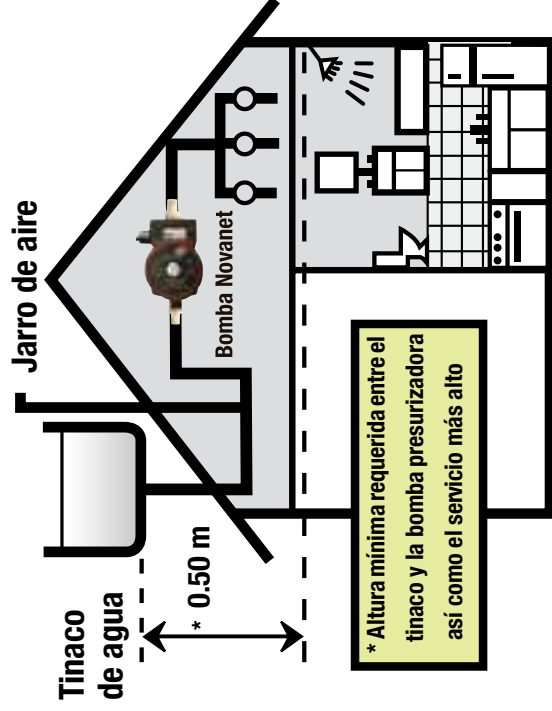 Jarro de aire
Tinaco
de agua
* 0.50 m
Bomba Novanet
* Altura mínima requerida entre el
tinaco y la bomba presurizadora
así como el servicio más alto